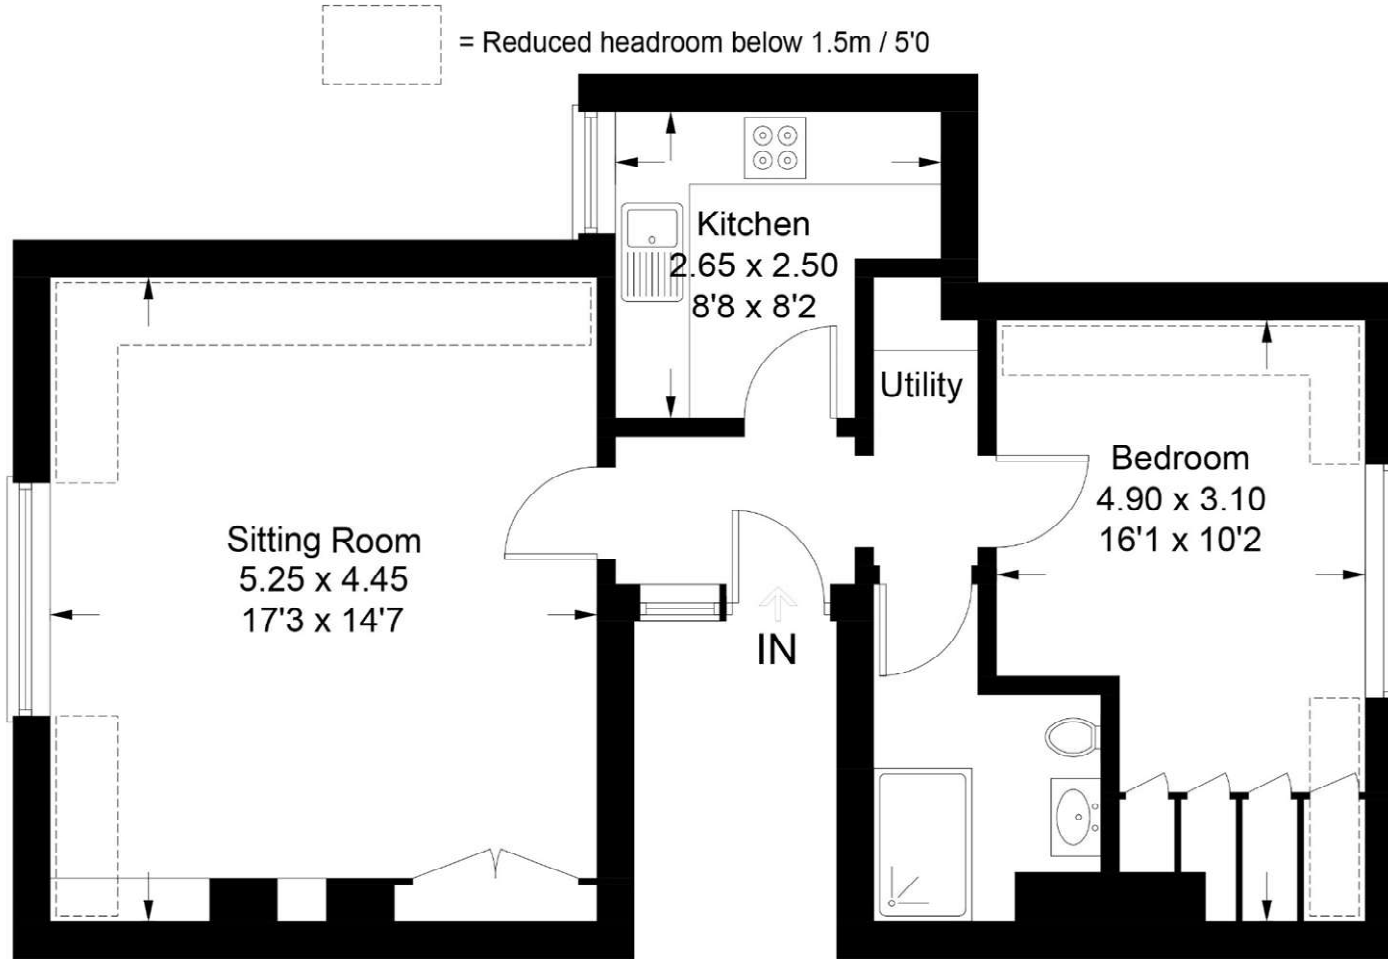 = Reduced headroom below 1.5m / 5'0
Kitchen
2.65 x 2.50
8'8 x 8'2
Utility
Bedroom
4.90 x 3.10
16'1 x 10'2
Sitting Room
5.25 x 4.45
17'3 x 14'7
IN